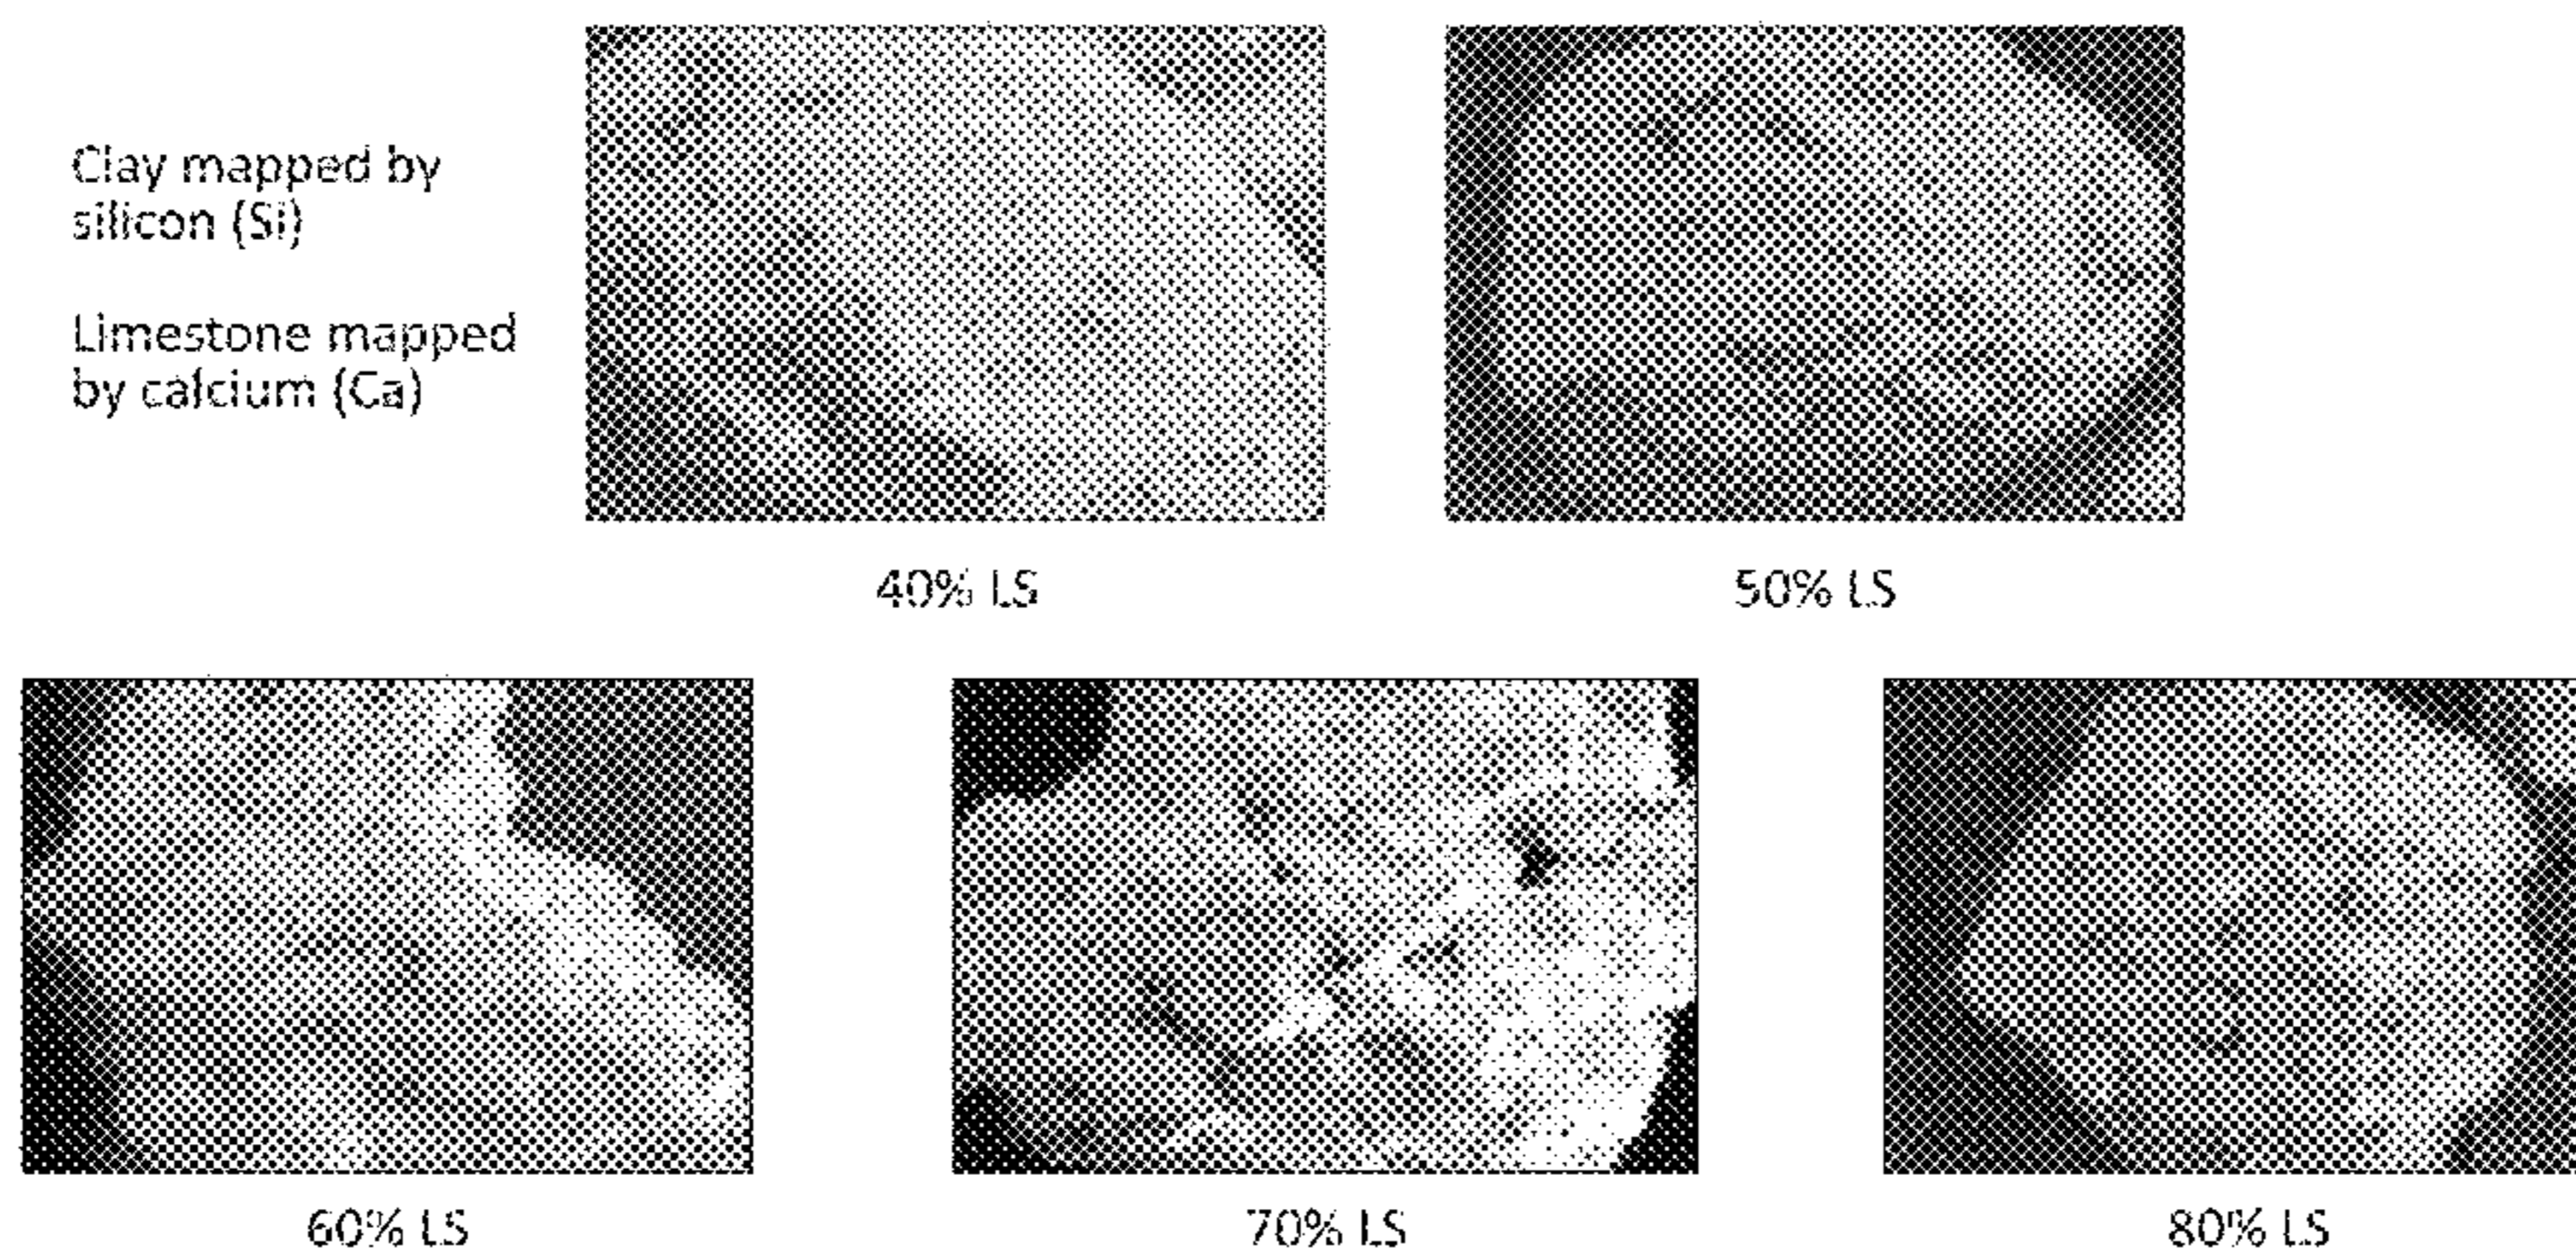 Clay mapped by
silicon (Si)
Limestone mapped
by calcium (Ca)
40% LS
50% LS
60% LS
70% LS
80% LS